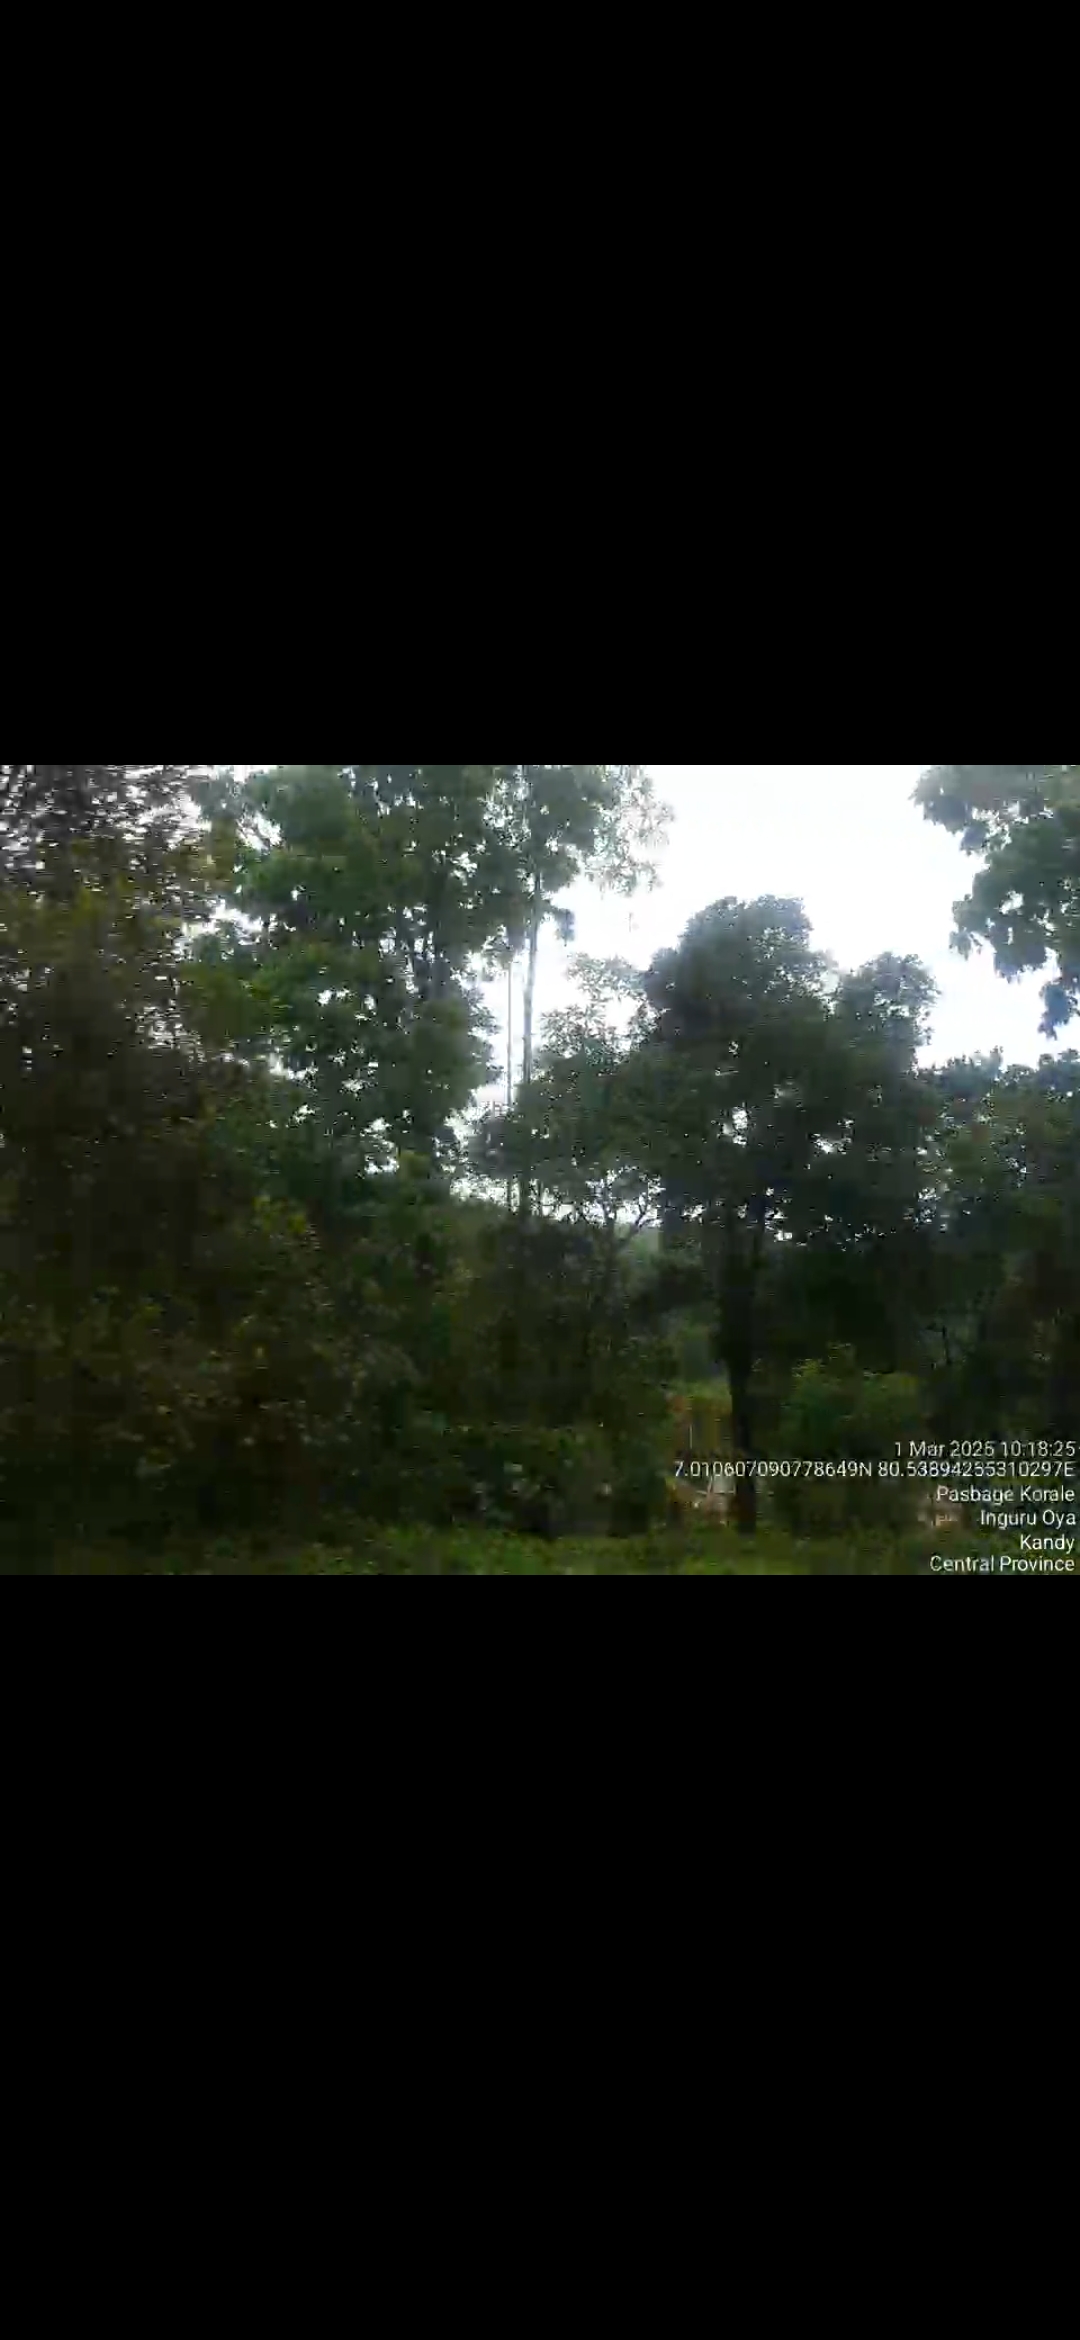 1 Mar 2025 10:18:25
7.010607090778649N 80.53894255310297E
Pasbage Korale
Inguru Oya
Kandy
Central Province